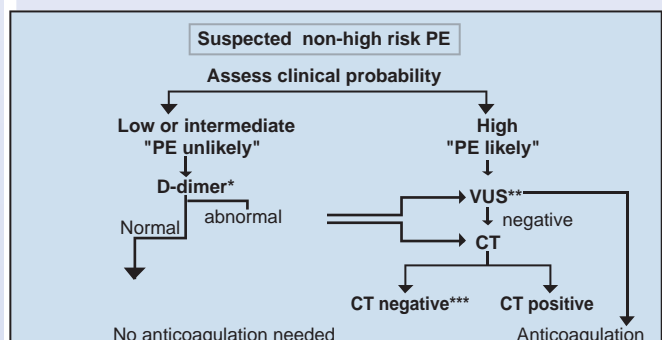 Suspected non-high risk PE
Assess clinical probability
Low or intermediate
"PE unlikely"
High
"PE likely"
D-dimer*
Normal
abnormal
VUS**
negative
CT
CT negative***
CT positive
No anticoagulation needed
Anticoagulation